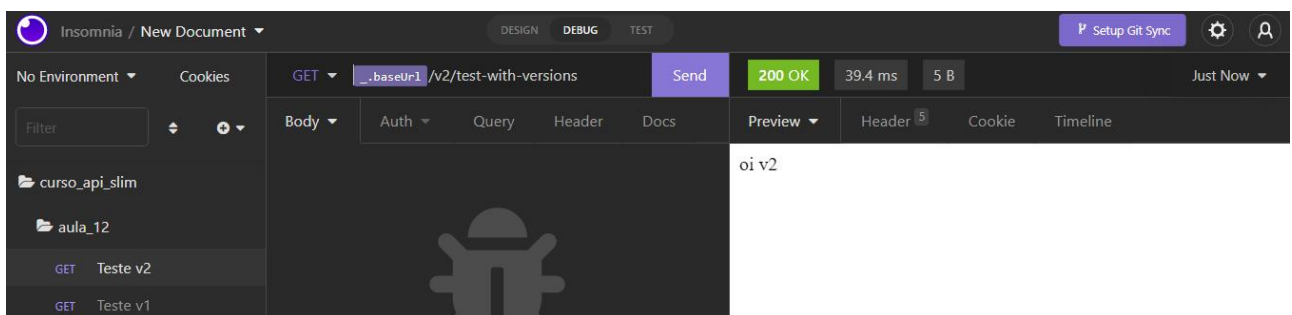 Insomnia / New Document
DESIGN DEBUG TEST
Setup Git Sync
No Environment Cookies
GET _.baseUrl /v2/test-with-versions Send
200 OK 39.4 ms 5 B Just Now
Filter
Body Auth Query Header Docs
Preview Header 5 Cookie Timeline
oi v2
curso_api_slim
aula_12
GET Teste v2
GET Teste v1